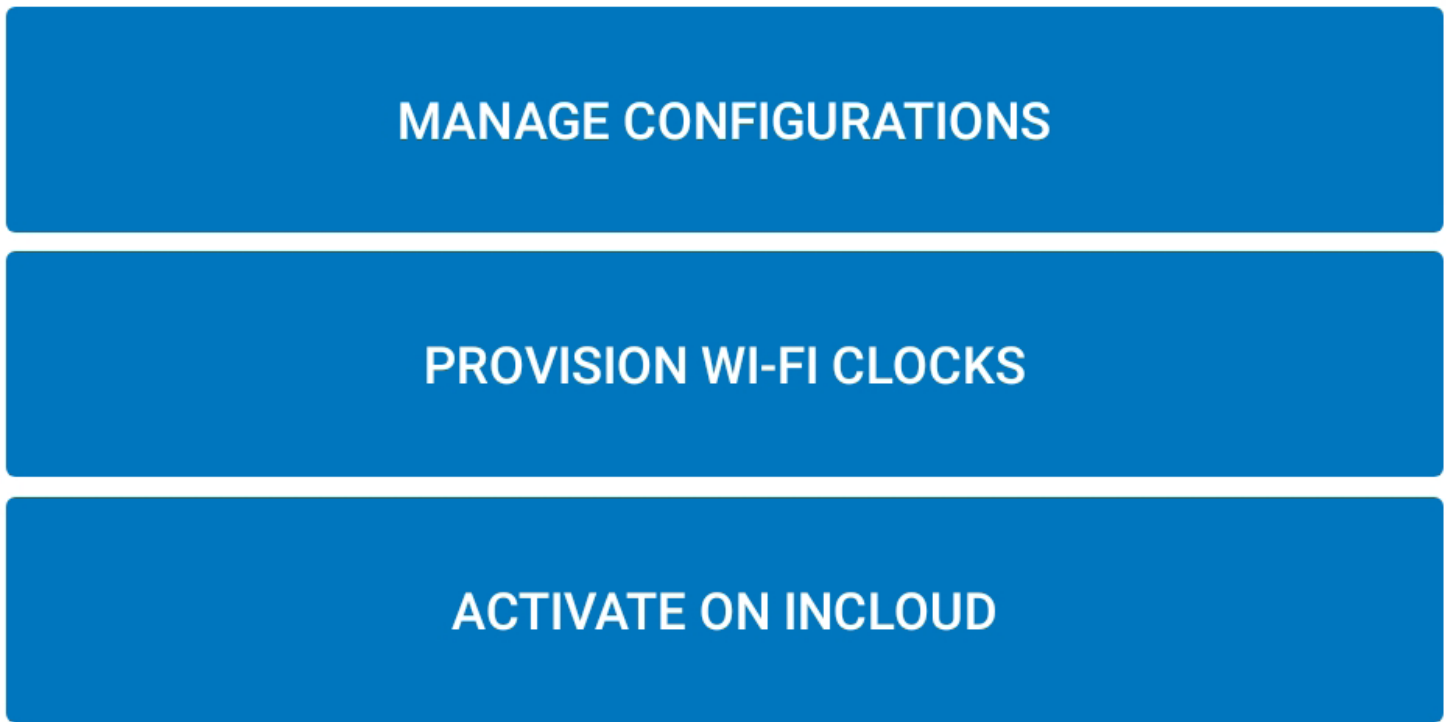 MANAGE CONFIGURATIONS
PROVISION WI-FI CLOCKS
ACTIVATE ON INCLOUD